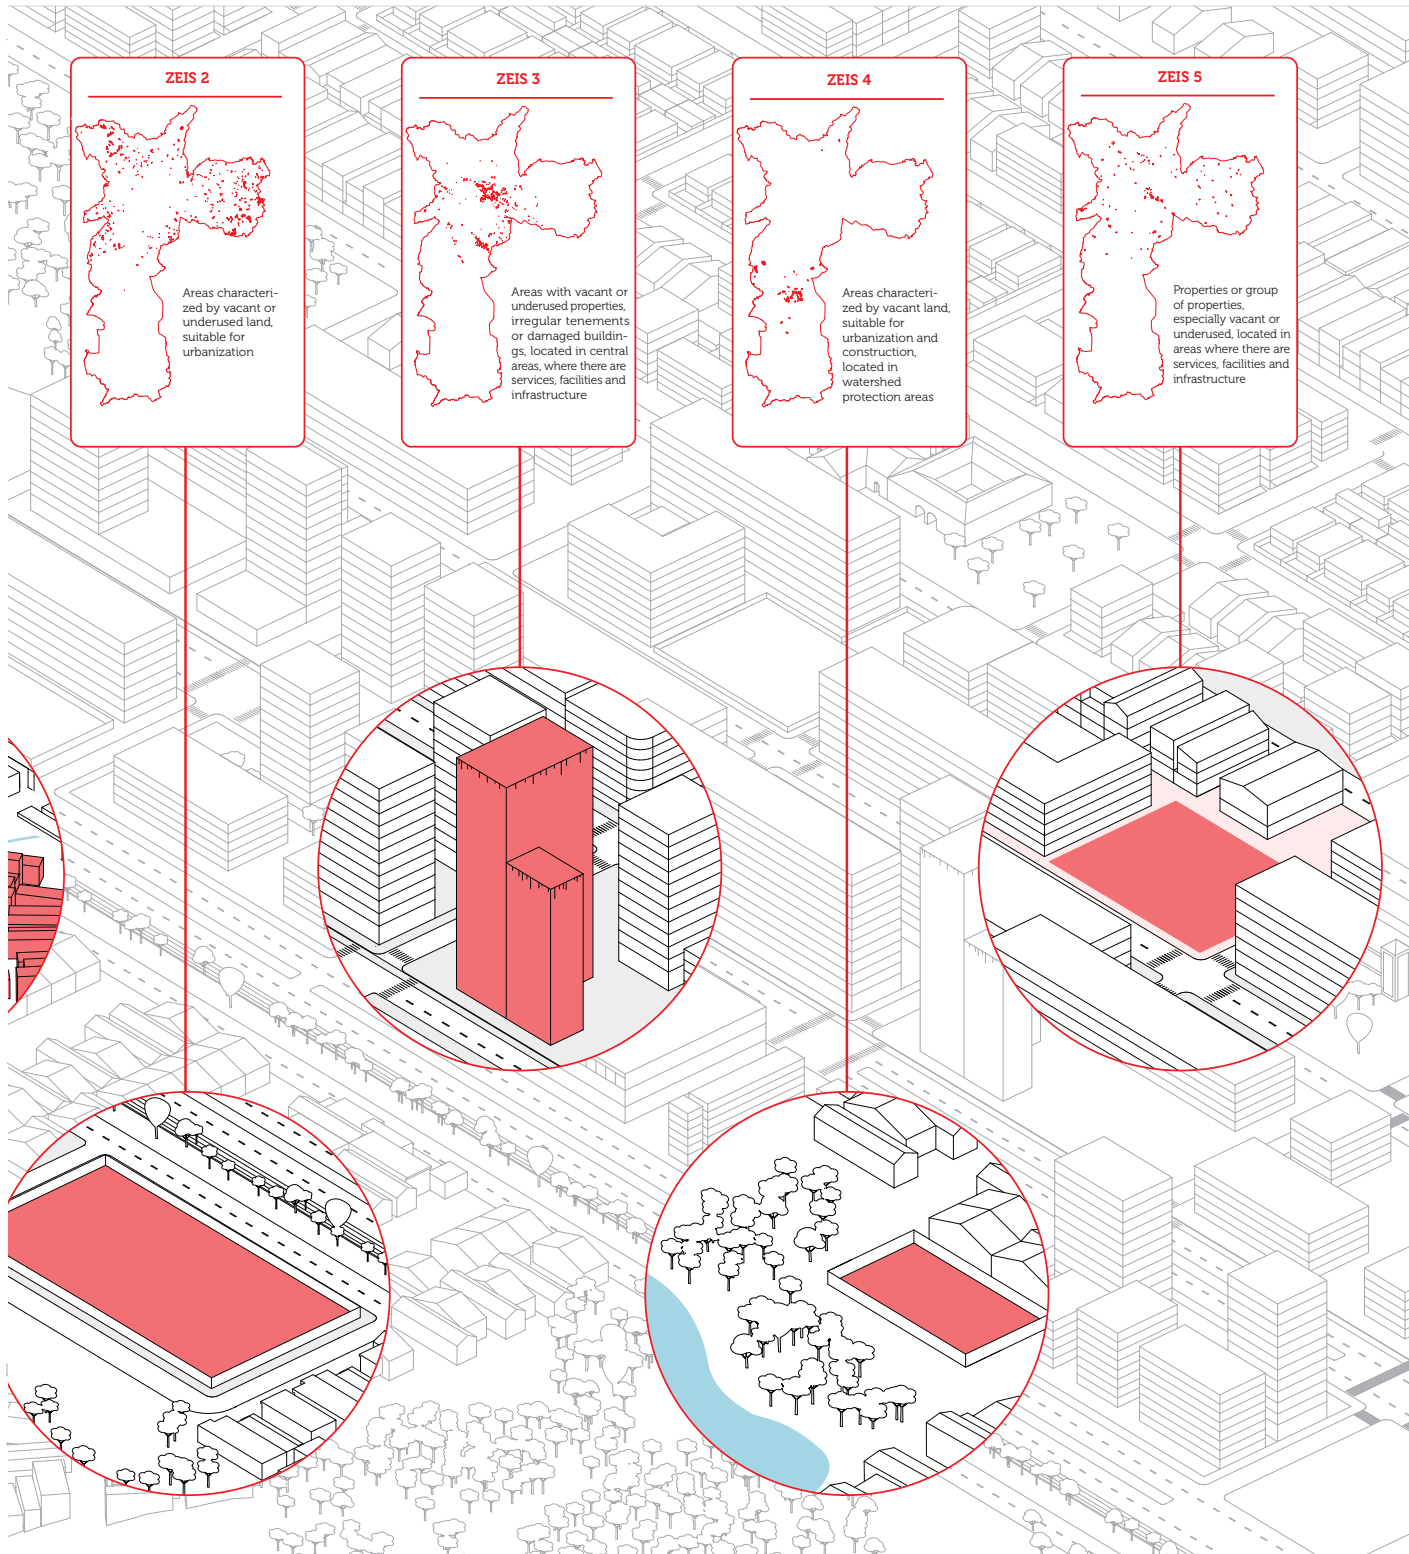 ZEIS 2
Areas characteri-
zed by vacant or
underused land,
suitable for
urbanization
ZEIS 3
Areas with vacant or
underused properties,
irregular tenements
or damaged buildin-
gs, located in central
areas, where there are
services, facilities and
infrastructure
ZEIS 4
Areas characteri-
zed by vacant land,
suitable for
urbanization and
construction,
located in
watershed
protection areas
ZEIS 5
Properties or group
of properties,
especially vacant or
underused, located in
areas where there are
services, facilities and
infrastructure